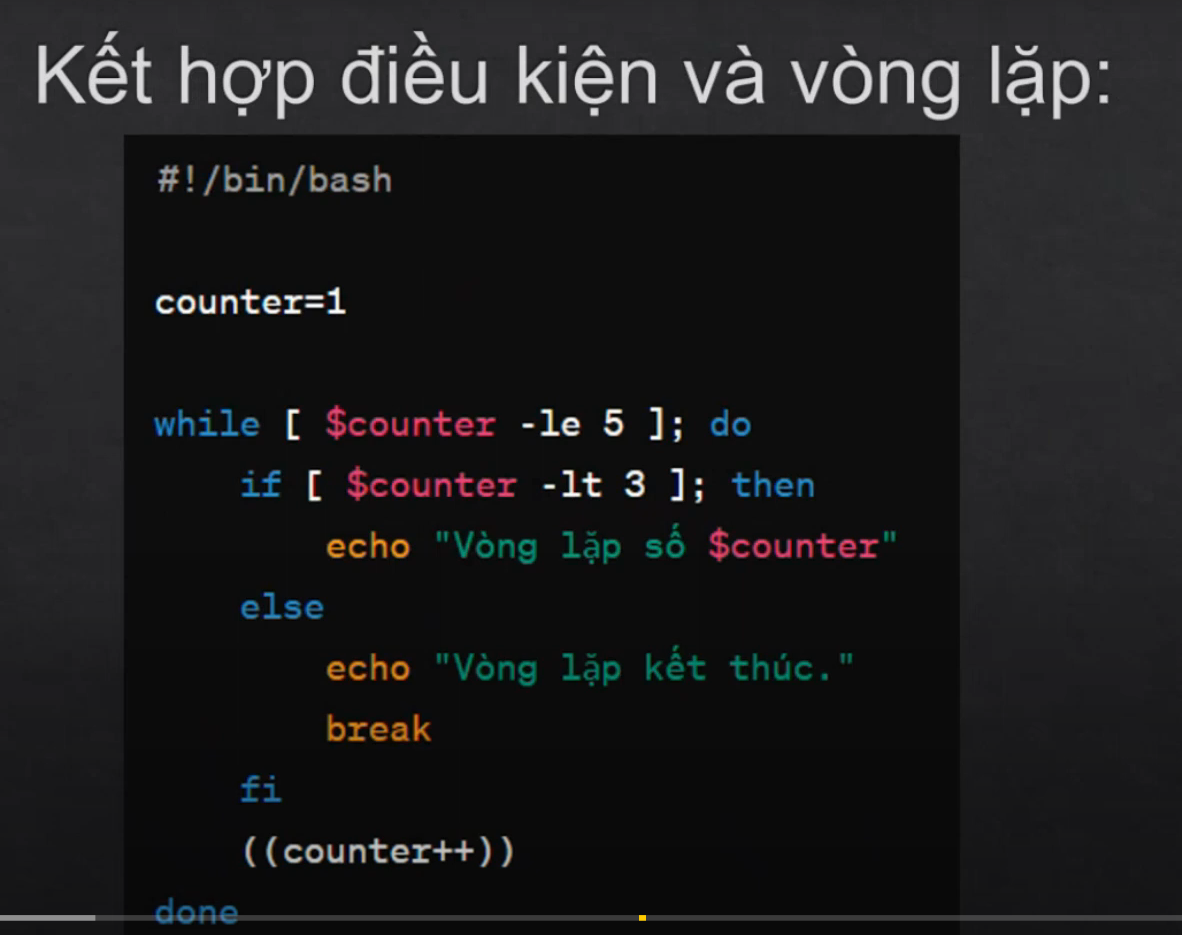 Kết hợp điều kiện và vòng lặp:
#!/bin/bash
counter=1
while [ $counter -le 5 ]; do
if [ $counter -lt 3 ]; then
echo "Vòng lặp số $counter"
else
echo "Vòng lặp kết thúc."
break
fi
((counter++))
done